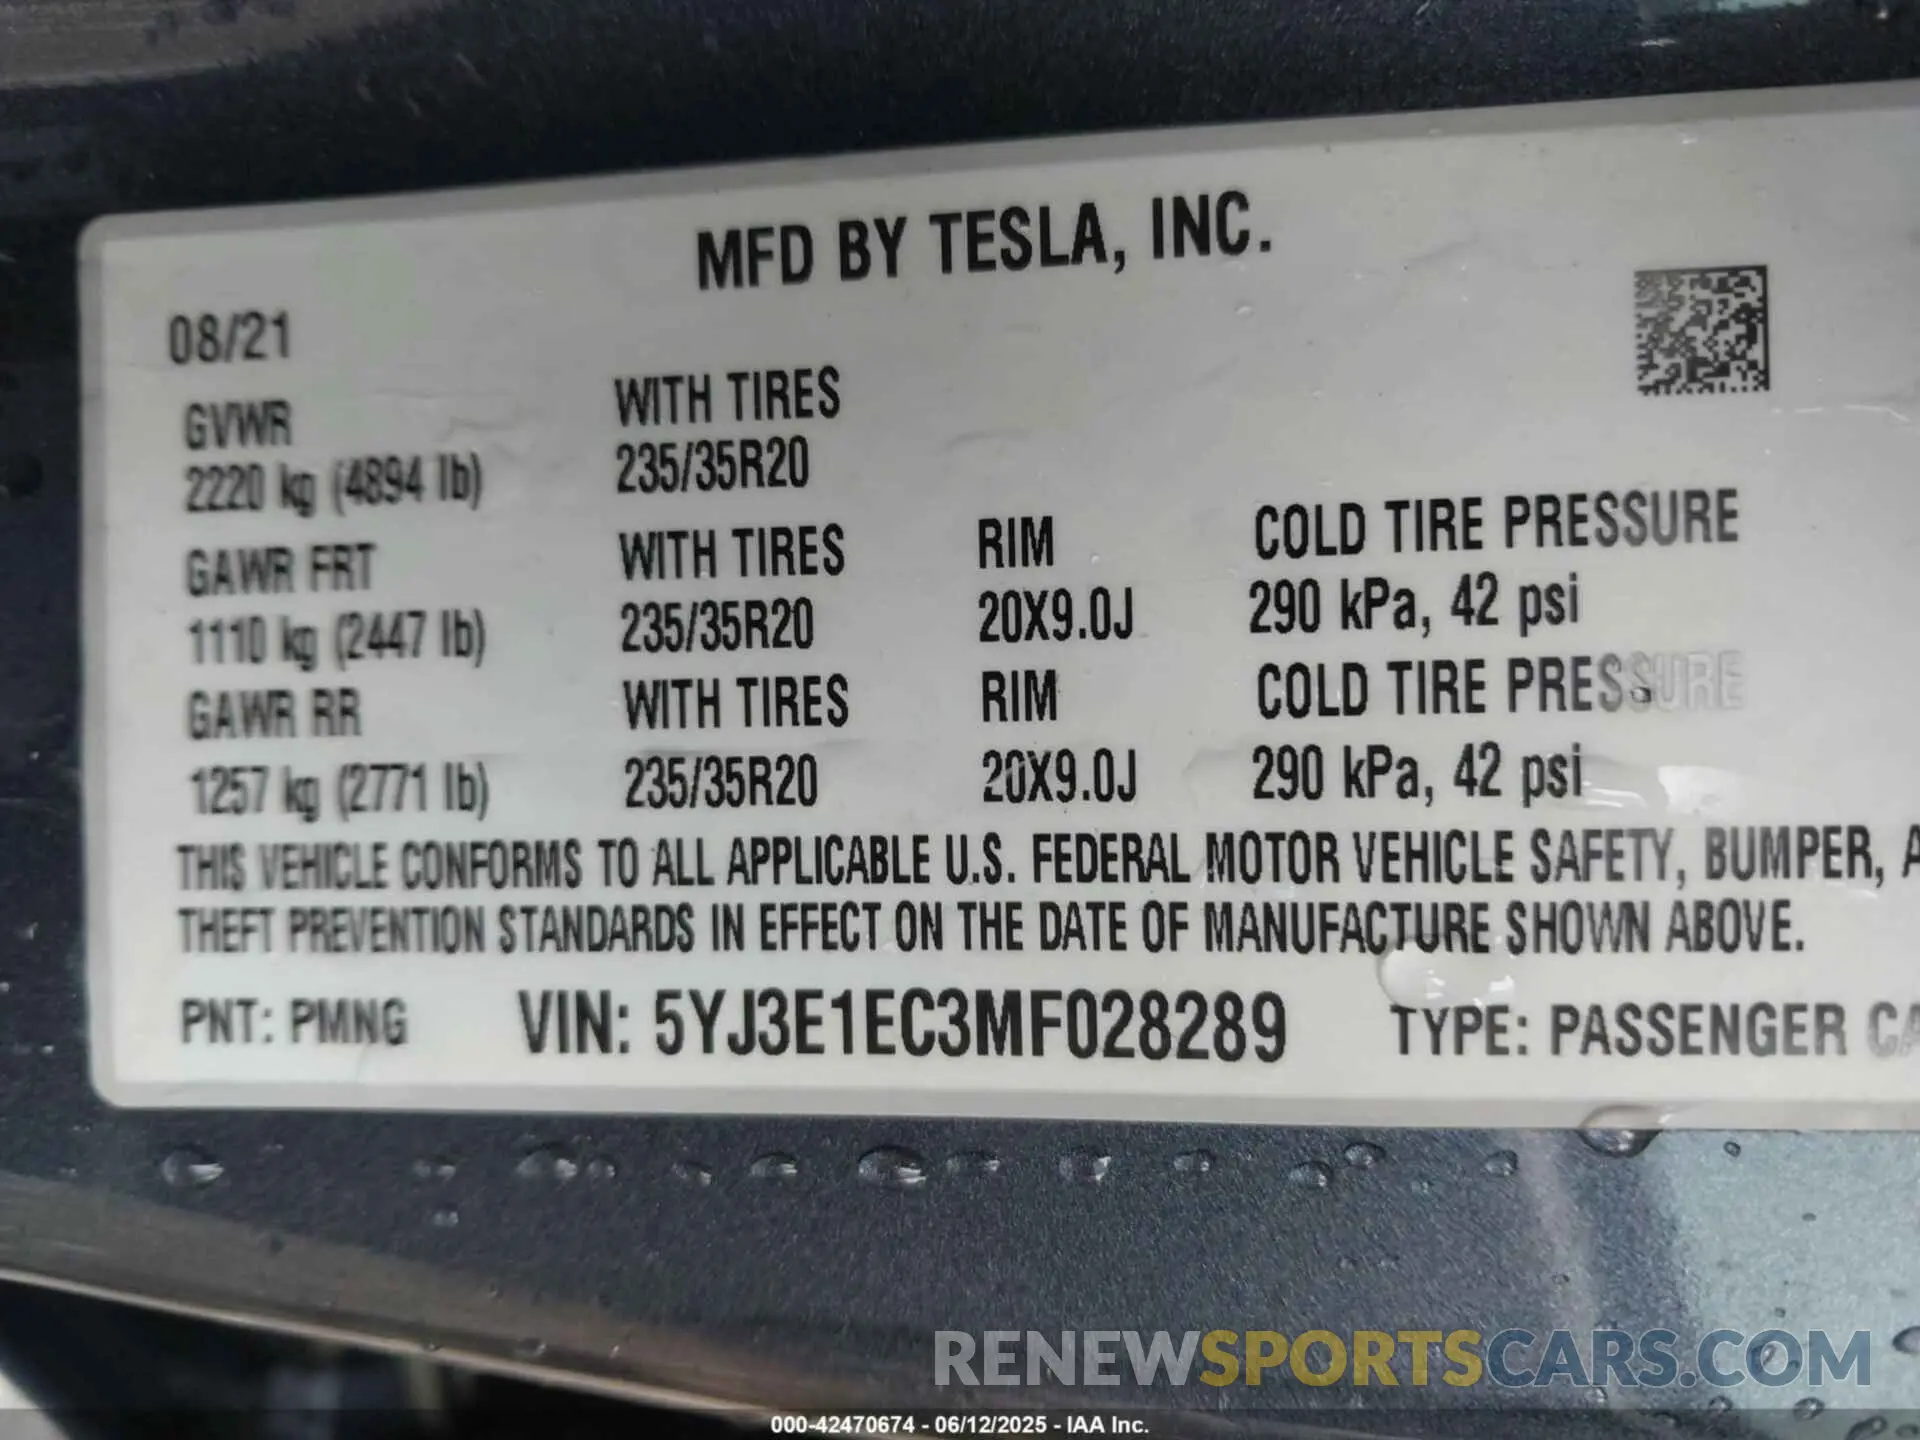 MFD BY TESLA, INC.
08/21
GVWR WITH TIRES
2220 kg (4894 lb) 235/35R20
GAWR FRT WITH TIRES RIM COLD TIRE PRESSURE
1110 kg (2447 lb) 235/35R20 20X9.0J 290 kPa, 42 psi
GAWR RR WITH TIRES RIM COLD TIRE PRESSURE
1257 kg (2771 lb) 235/35R20 20X9.0J 290 kPa, 42 psi
THIS VEHICLE CONFORMS TO ALL APPLICABLE U.S. FEDERAL MOTOR VEHICLE SAFETY, BUMPER, A
THEFT PREVENTION STANDARDS IN EFFECT ON THE DATE OF MANUFACTURE SHOWN ABOVE.
PNT: PMNG VIN: 5YJ3E1EC3MF028289 TYPE: PASSENGER CA
RENEWSPORTSCARS.COM
000-42470674 - 06/12/2025 - IAA Inc.